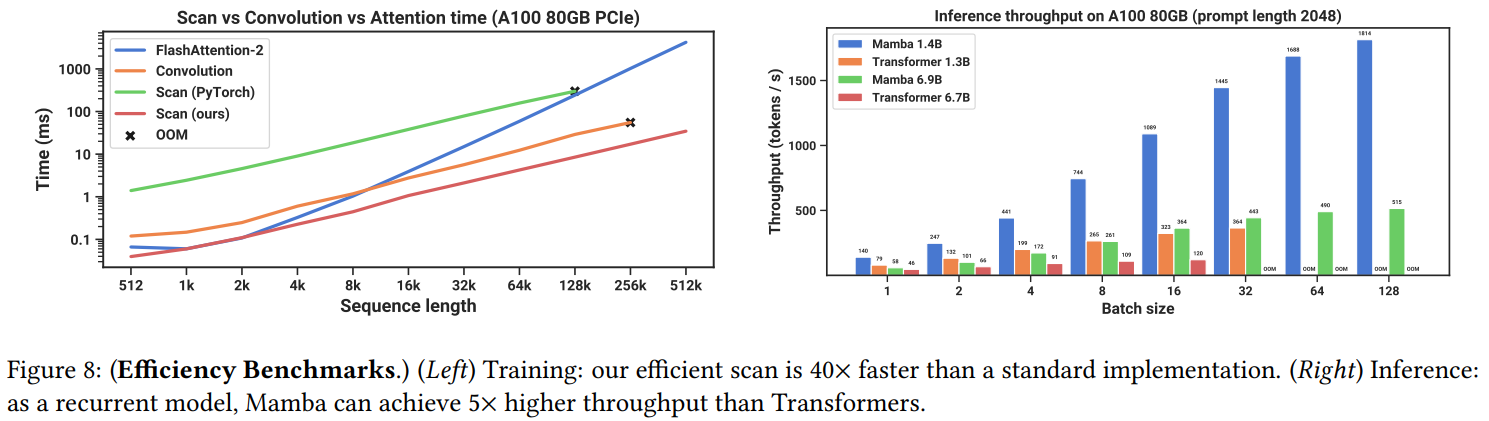 Scan vs Convolution vs Attention time (A100 80GB PCIe)
FlashAttention-2
Convolution
Scan (PyTorch)
Scan (ours)
OOM
Time (ms)
1000
100
10
1
0.1
512 1k 2k 4k 8k 16k 32k 64k 128k 256k 512k
Sequence length
Inference throughput on A100 80GB (prompt length 2048)
Mamba 1.4B
Transformer 1.3B
Mamba 6.9B
Transformer 6.7B
Throughput (tokens / s)
1500
1000
500
140 79 58 46
247 132 101 66
441 199 172 91
744 265 261 109
1089 323 364 120
1445 364 443 OOM
1688 OOM 490 OOM
1814 OOM 515 OOM
1 2 4 8 16 32 64 128
Batch size
Figure 8: (Efficiency Benchmarks.) (Left) Training: our efficient scan is 40× faster than a standard implementation. (Right) Inference:
as a recurrent model, Mamba can achieve 5× higher throughput than Transformers.